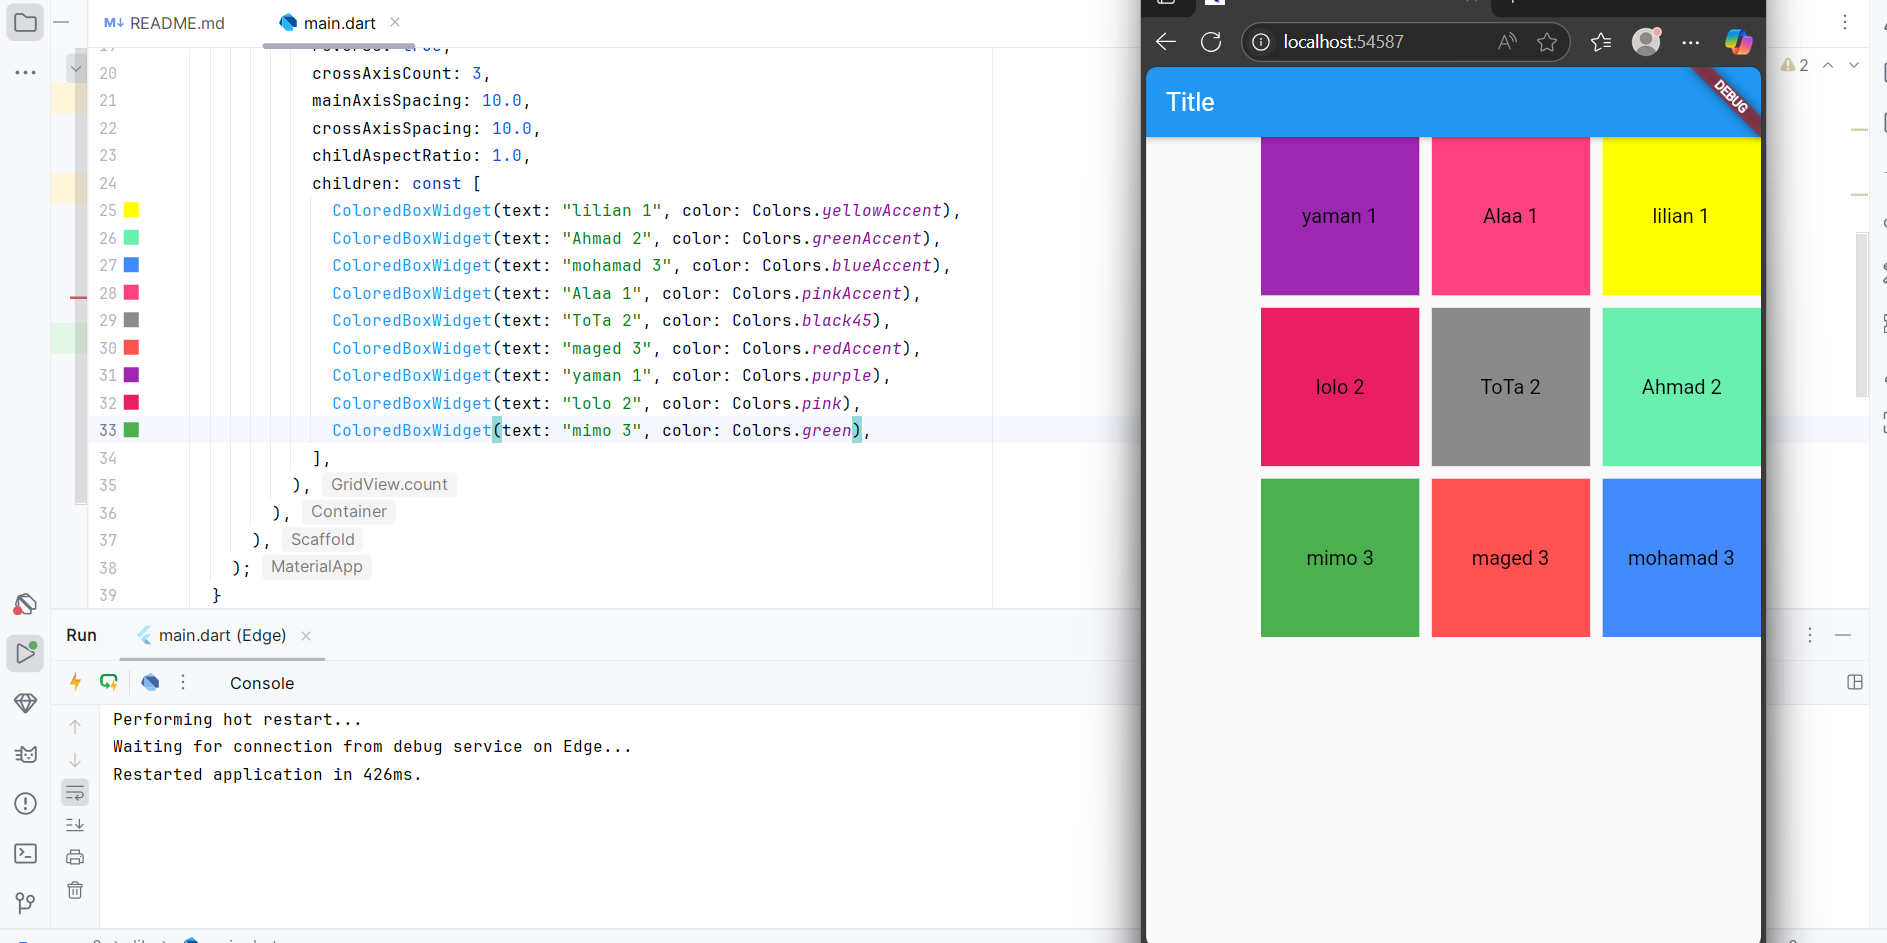 README.md
main.dart
20 crossAxisCount: 3,
21 mainAxisSpacing: 10.0,
22 crossAxisSpacing: 10.0,
23 childAspectRatio: 1.0,
24 children: const [
25 ColoredBoxWidget(text: "lilian 1", color: Colors.yellowAccent),
26 ColoredBoxWidget(text: "Ahmad 2", color: Colors.greenAccent),
27 ColoredBoxWidget(text: "mohamad 3", color: Colors.blueAccent),
28 ColoredBoxWidget(text: "Alaa 1", color: Colors.pinkAccent),
29 ColoredBoxWidget(text: "ToTa 2", color: Colors.black45),
30 ColoredBoxWidget(text: "maged 3", color: Colors.redAccent),
31 ColoredBoxWidget(text: "yaman 1", color: Colors.purple),
32 ColoredBoxWidget(text: "lolo 2", color: Colors.pink),
33 ColoredBoxWidget(text: "mimo 3", color: Colors.green),
34 ],
35 ), GridView.count
36 ), Container
37 ), Scaffold
38 ); MaterialApp
39 }
2
Run
main.dart (Edge)
Console
Performing hot restart...
Waiting for connection from debug service on Edge...
Restarted application in 426ms.
localhost:54587
Title
DEBUG
yaman 1
Alaa 1
lilian 1
lolo 2
ToTa 2
Ahmad 2
mimo 3
maged 3
mohamad 3